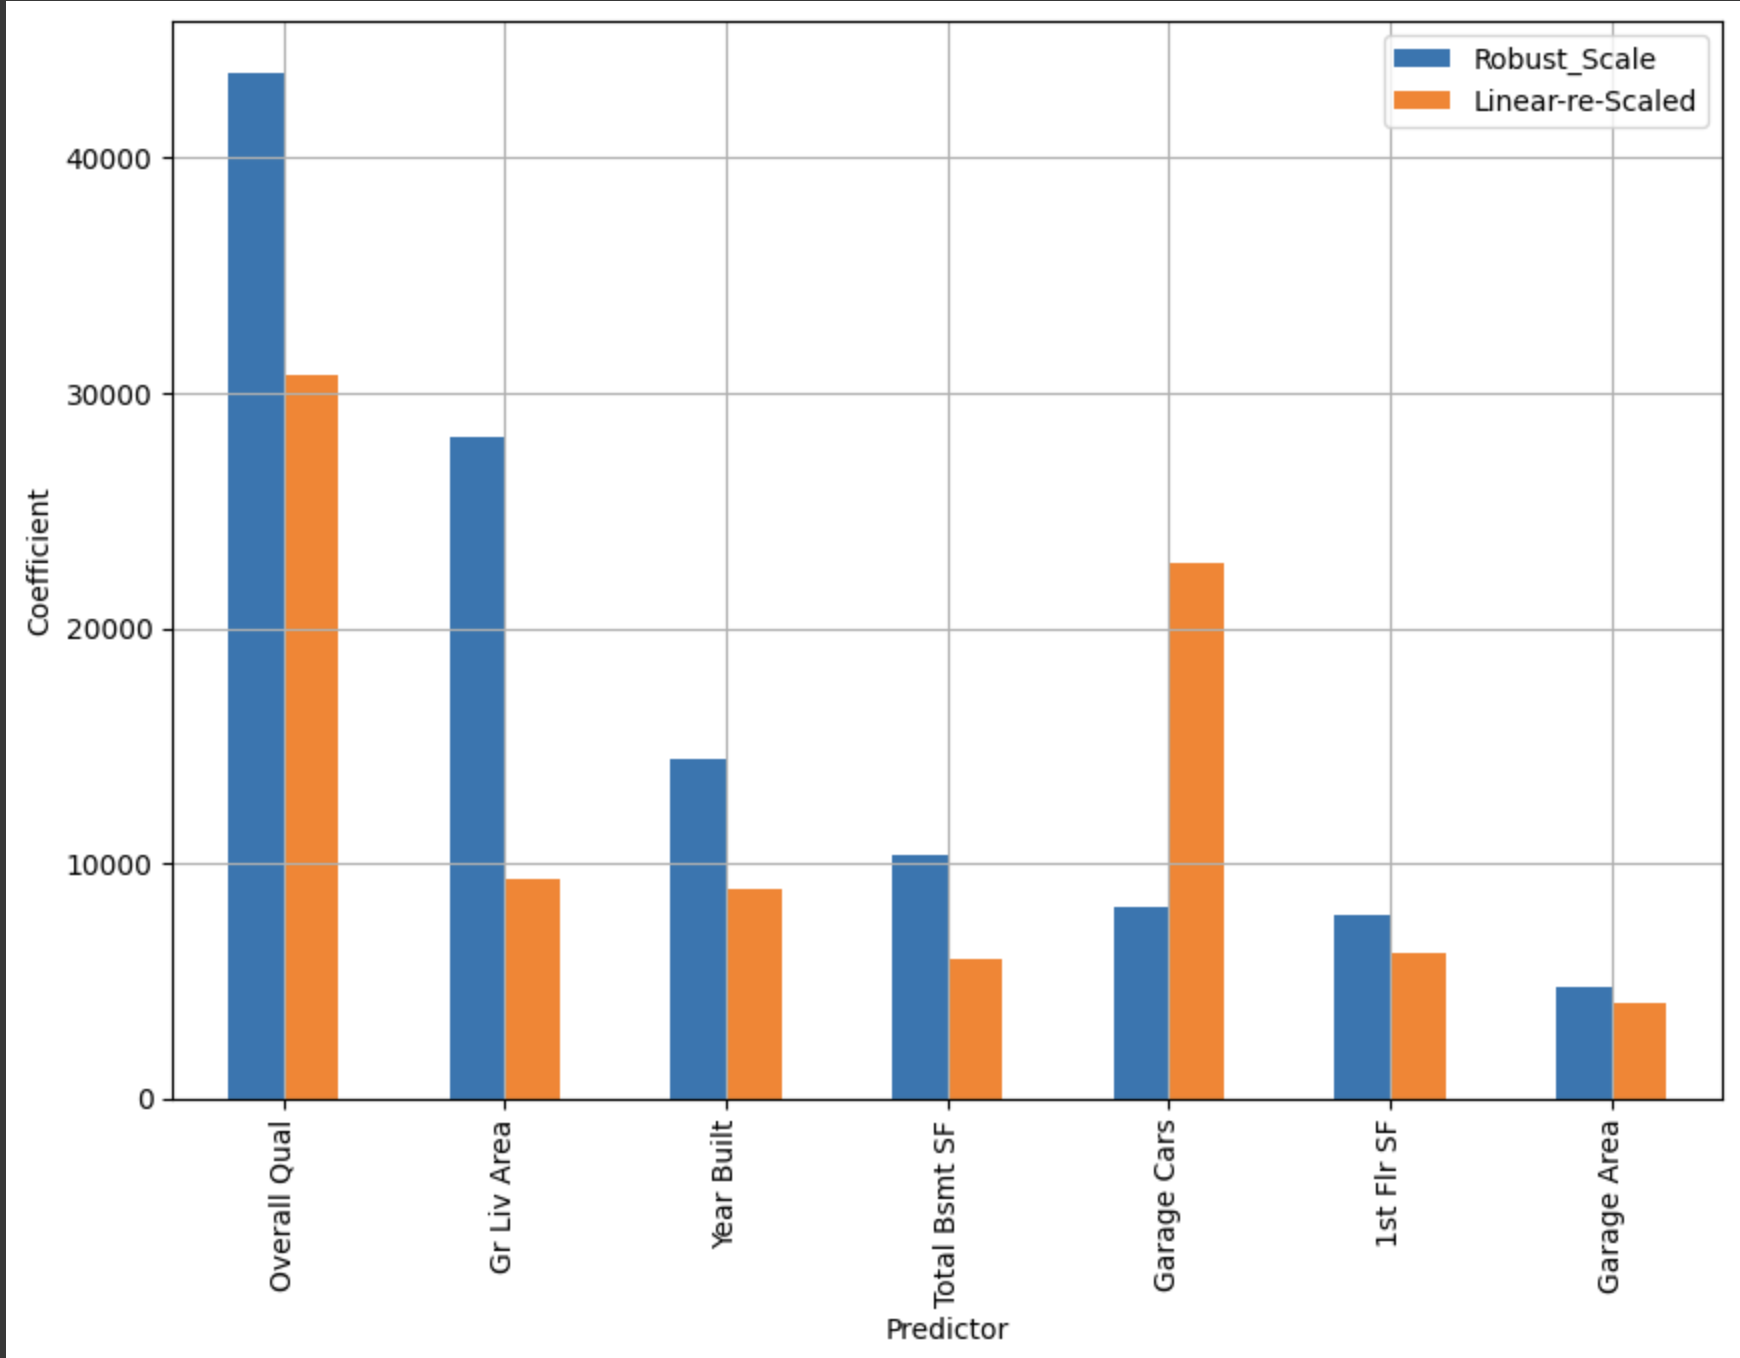 Robust_Scale
Linear-re-Scaled
40000
30000
20000
10000
0
Coefficient
Overall Qual
Gr Liv Area
Year Built
Total Bsmt SF
Garage Cars
1st Flr SF
Garage Area
Predictor